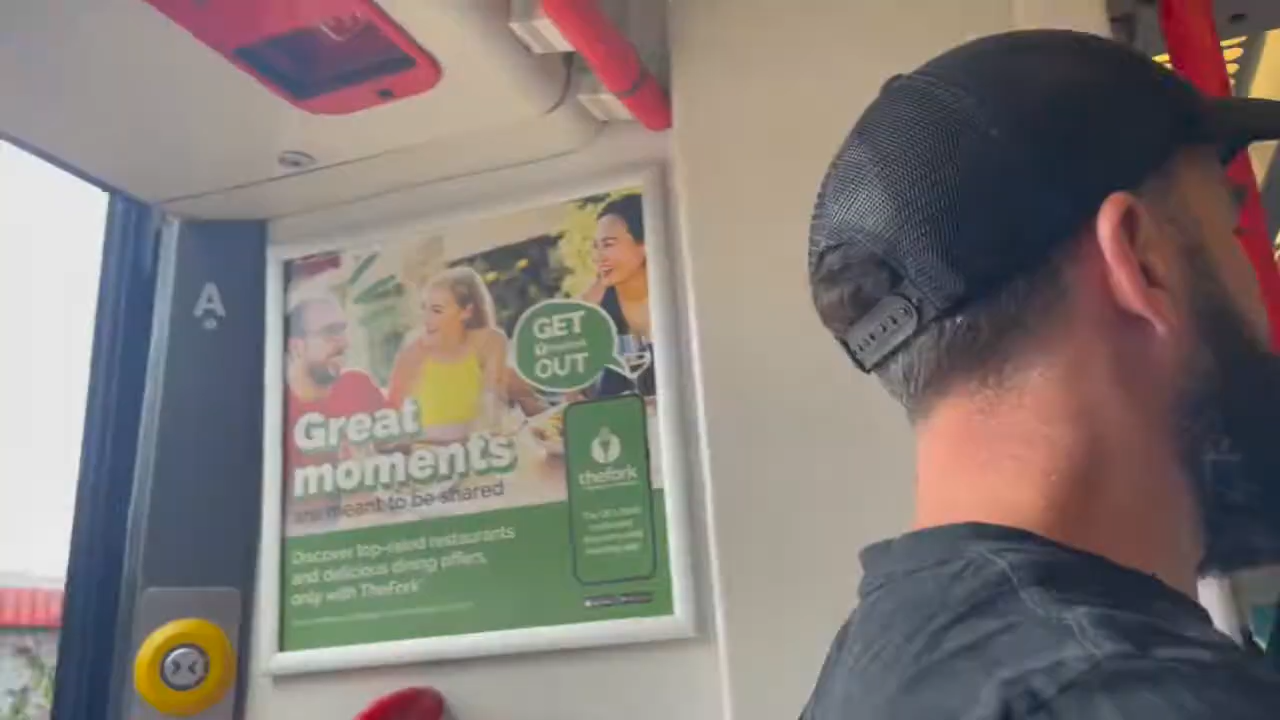 A
GET
OUT
Great
moments
are meant to be shared
thefork
Discover top-rated restaurants
and delicious dining offers,
only with TheFork